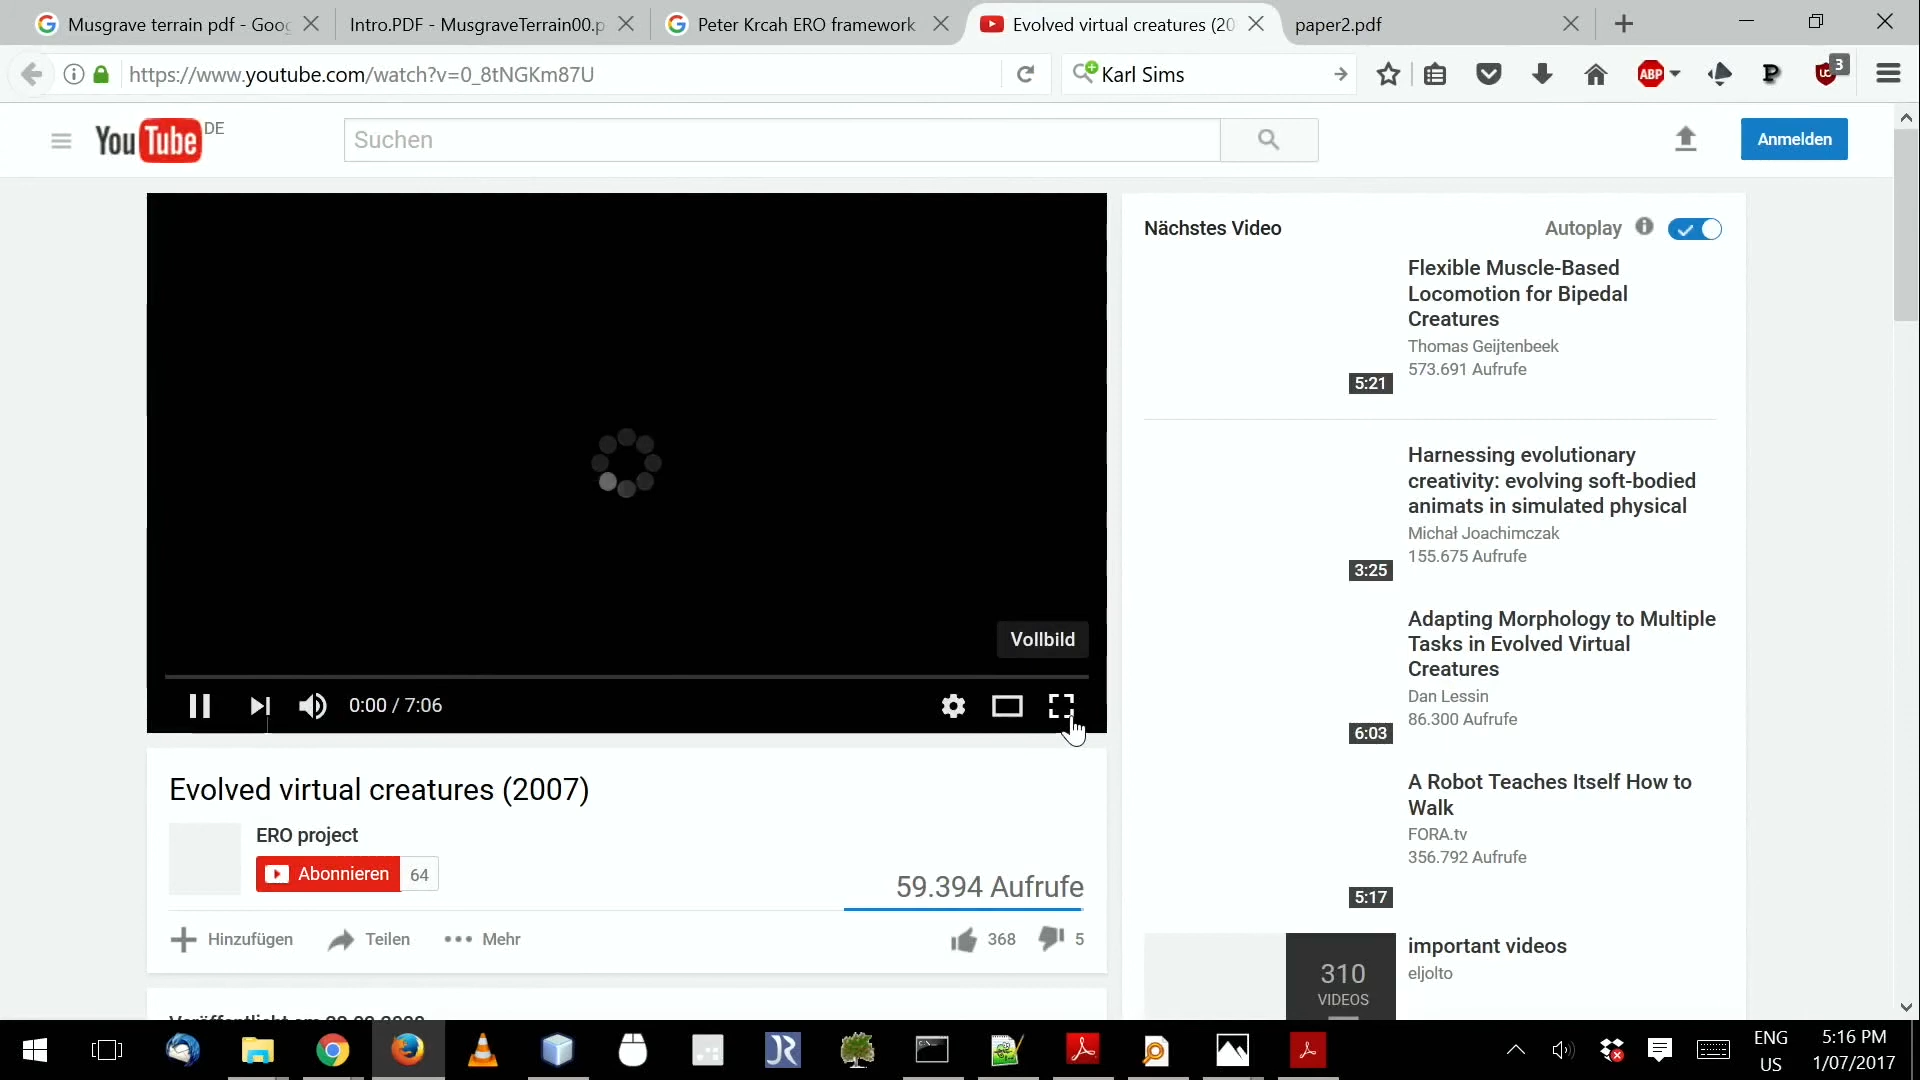 Musgrave terrain pdf - Goog
Intro.PDF - MusgraveTerrain00.p
Peter Krcah ERO framework
Evolved virtual creatures (20
paper2.pdf
https://www.youtube.com/watch?v=0_8tNGKm87U
Karl Sims
ABP
3
YouTube DE
Suchen
Anmelden
Nächstes Video
Autoplay
Flexible Muscle-Based
Locomotion for Bipedal
Creatures
Thomas Geijtenbeek
573.691 Aufrufe
5:21
Harnessing evolutionary
creativity: evolving soft-bodied
animats in simulated physical
Michał Joachimczak
155.675 Aufrufe
3:25
Adapting Morphology to Multiple
Tasks in Evolved Virtual
Creatures
Dan Lessin
86.300 Aufrufe
6:03
A Robot Teaches Itself How to
Walk
FORA.tv
356.792 Aufrufe
5:17
important videos
eljolto
310
VIDEOS
Vollbild
0:00 / 7:06
Evolved virtual creatures (2007)
ERO project
Abonnieren 64
59.394 Aufrufe
Hinzufügen Teilen Mehr
368 5
ENG
US
5:16 PM
1/07/2017